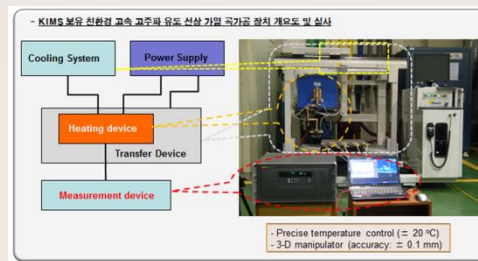 - KIMS 보유 친환경 고속 고주파 유도 선상 가열 곡가공 장치 개요도 및 실사
Cooling System
Power Supply
Heating device
Transfer Device
Measurement device
- Precise temperature control (± 20 ºC)
- 3-D manipulator (accuracy: ± 0.1 mm)